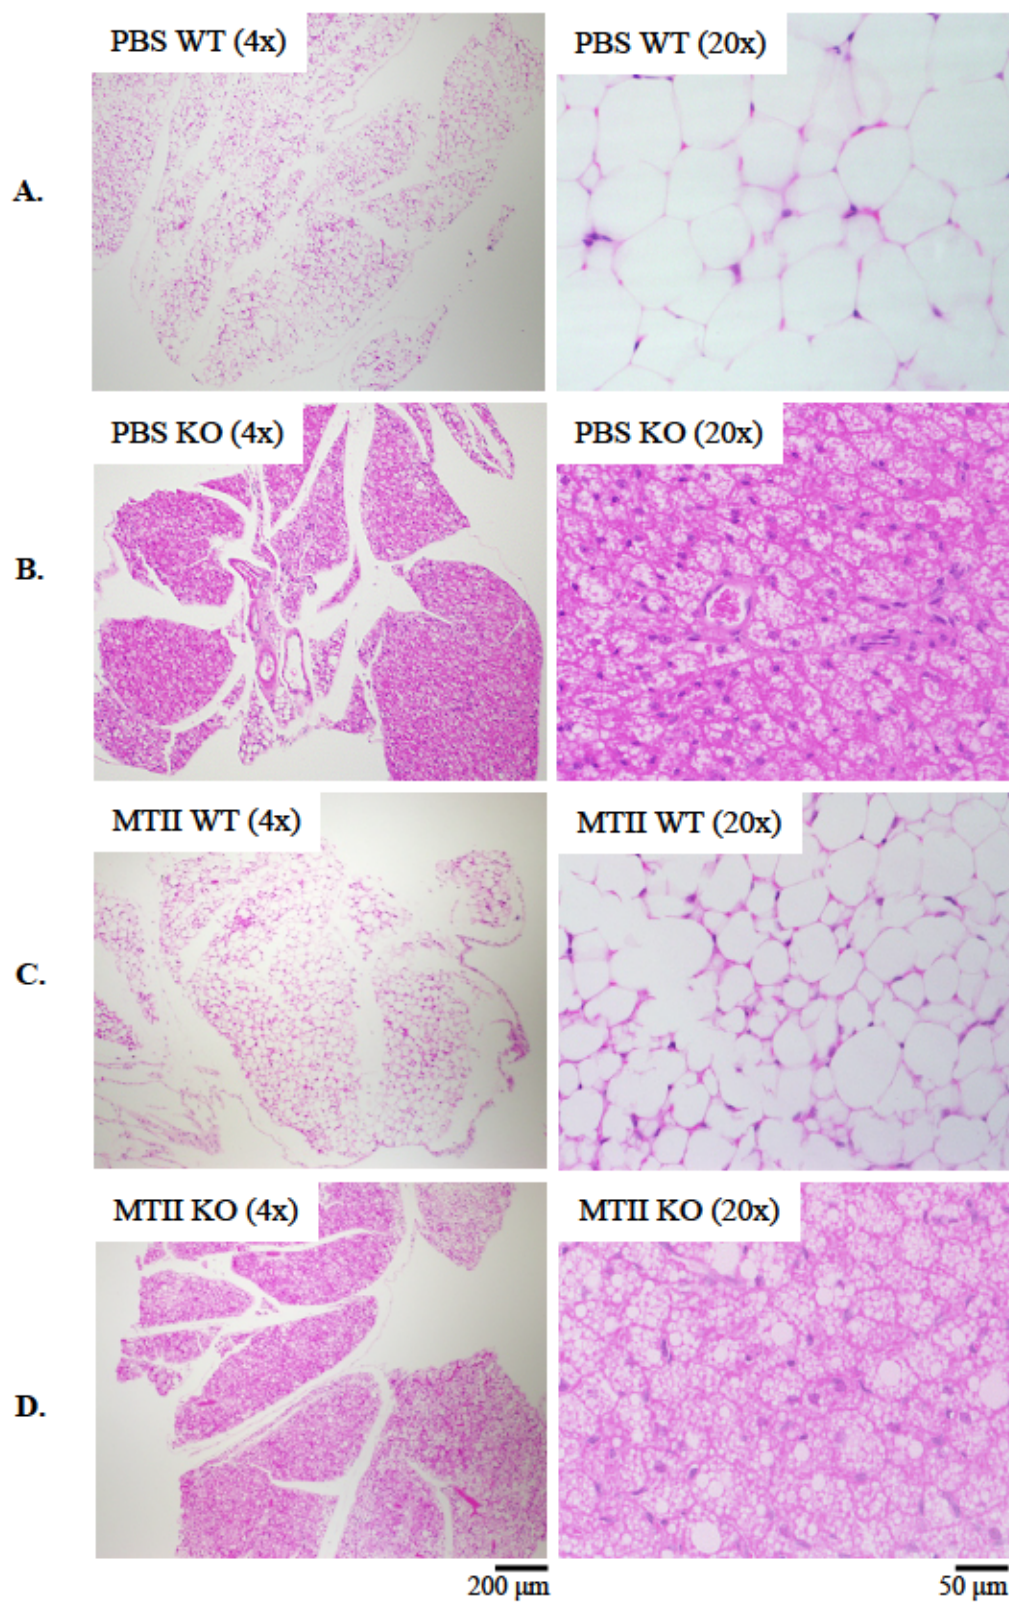 PBS WT (4x)
PBS WT (20x)
A.
PBS KO (4x)
PBS KO (20x)
B.
MTII WT (4x)
MTII WT (20x)
C.
MTII KO (4x)
MTII KO (20x)
D.
200 μm
50 μm